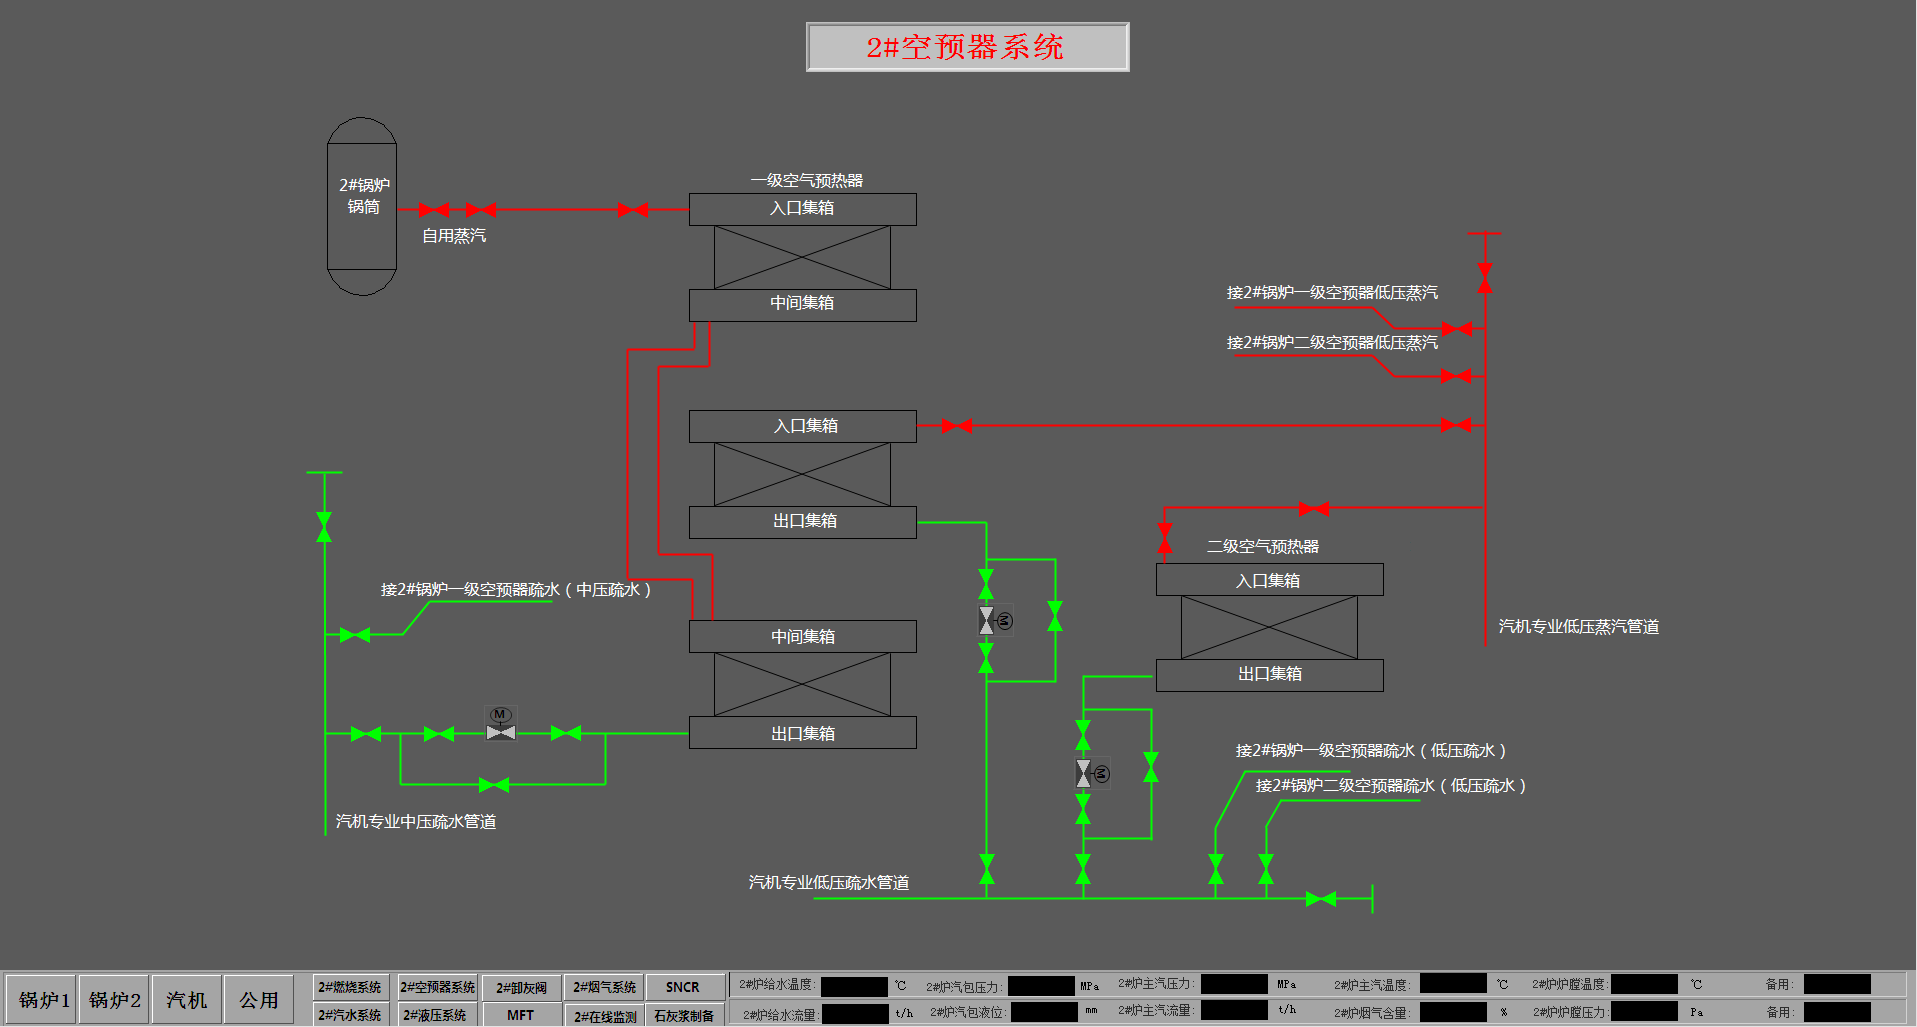 2#空预器系统
2#锅炉
锅筒
自用蒸汽
一级空气预热器
入口集箱
中间集箱
接2#锅炉一级空预器低压蒸汽
接2#锅炉二级空预器低压蒸汽
入口集箱
出口集箱
二级空气预热器
入口集箱
出口集箱
汽机专业低压蒸汽管道
接2#锅炉一级空预器疏水（中压疏水）
M
中间集箱
出口集箱
M
M
汽机专业中压疏水管道
接2#锅炉一级空预器疏水（低压疏水）
接2#锅炉二级空预器疏水（低压疏水）
汽机专业低压疏水管道
锅炉1 锅炉2 汽机 公用
2#燃烧系统 2#空预器系统 2#卸灰阀 2#烟气系统 SNCR
2#汽水系统 2#液压系统 MFT 2#在线监测 石灰浆制备
2#炉给水温度: ℃ 2#炉汽包压力: MPa 2#炉主汽压力: MPa 2#炉主汽温度: ℃ 2#炉炉膛温度: ℃ 备用:
2#炉给水流量: t/h 2#炉汽包液位: mm 2#炉主汽流量: t/h 2#炉烟气含量: % 2#炉炉膛压力: Pa 备用: